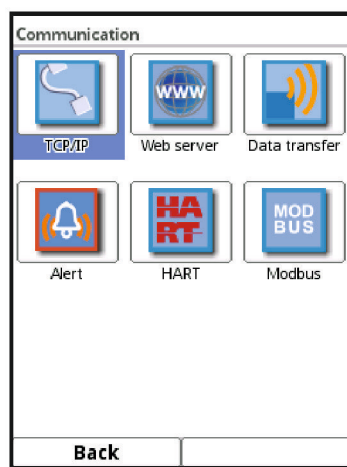 Communication
WWW
TCP/IP
Web server
Data transfer
HA
RT
MOD
BUS
Alert
HART
Modbus
Back